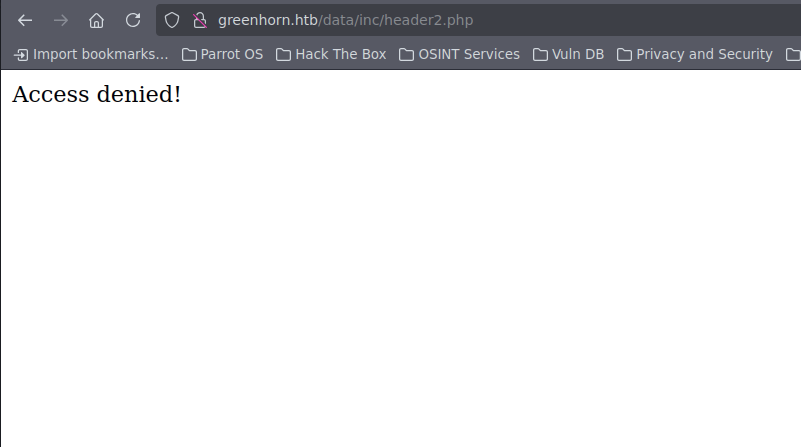 greenhorn.htb/data/inc/header2.php
Import bookmarks... Parrot OS Hack The Box OSINT Services Vuln DB Privacy and Security
Access denied!